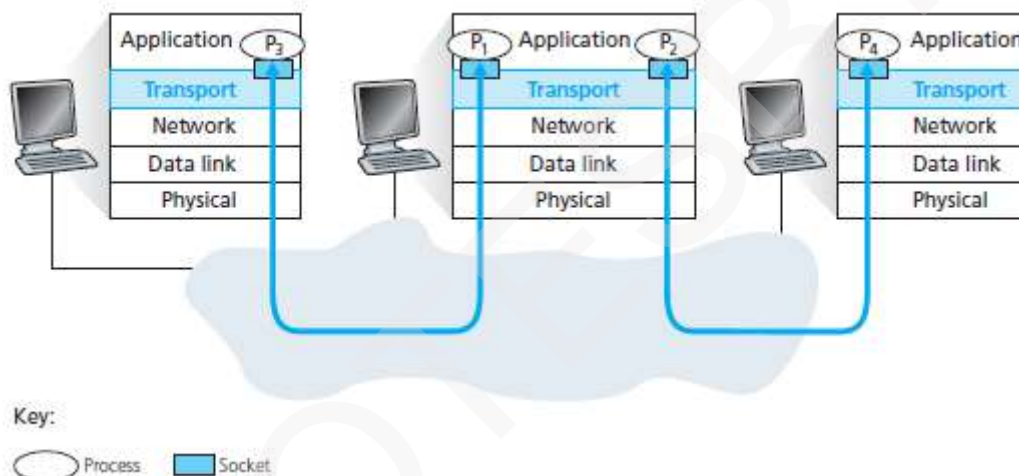 Application P3
Transport
Network
Data link
Physical
P1 Application P2
Transport
Network
Data link
Physical
P4 Application
Transport
Network
Data link
Physical
Key:
Process Socket